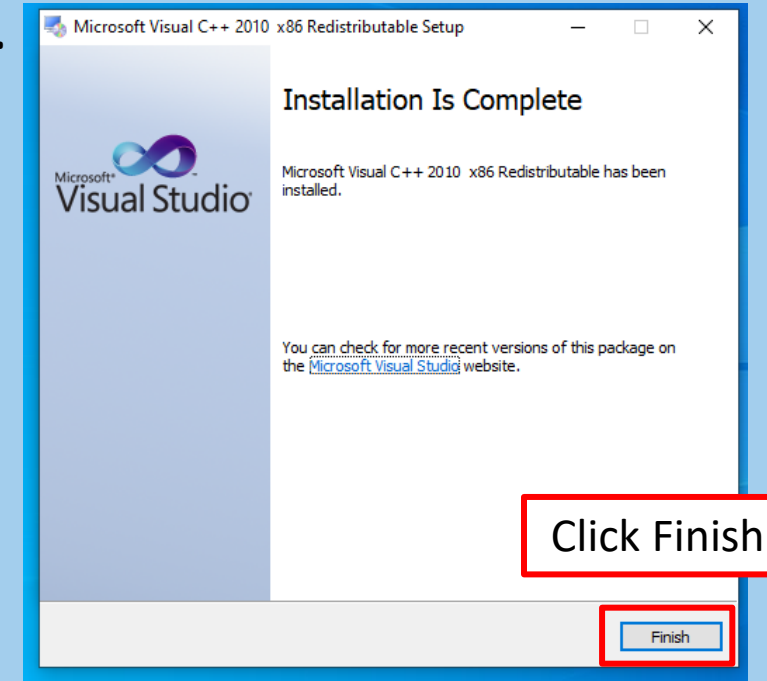 Microsoft Visual C++ 2010 x86 Redistributable Setup
Installation Is Complete
Microsoft®
Visual Studio®
Microsoft Visual C++ 2010 x86 Redistributable has been
installed.
You can check for more recent versions of this package on
the Microsoft Visual Studio website.
Click Finish
Finish